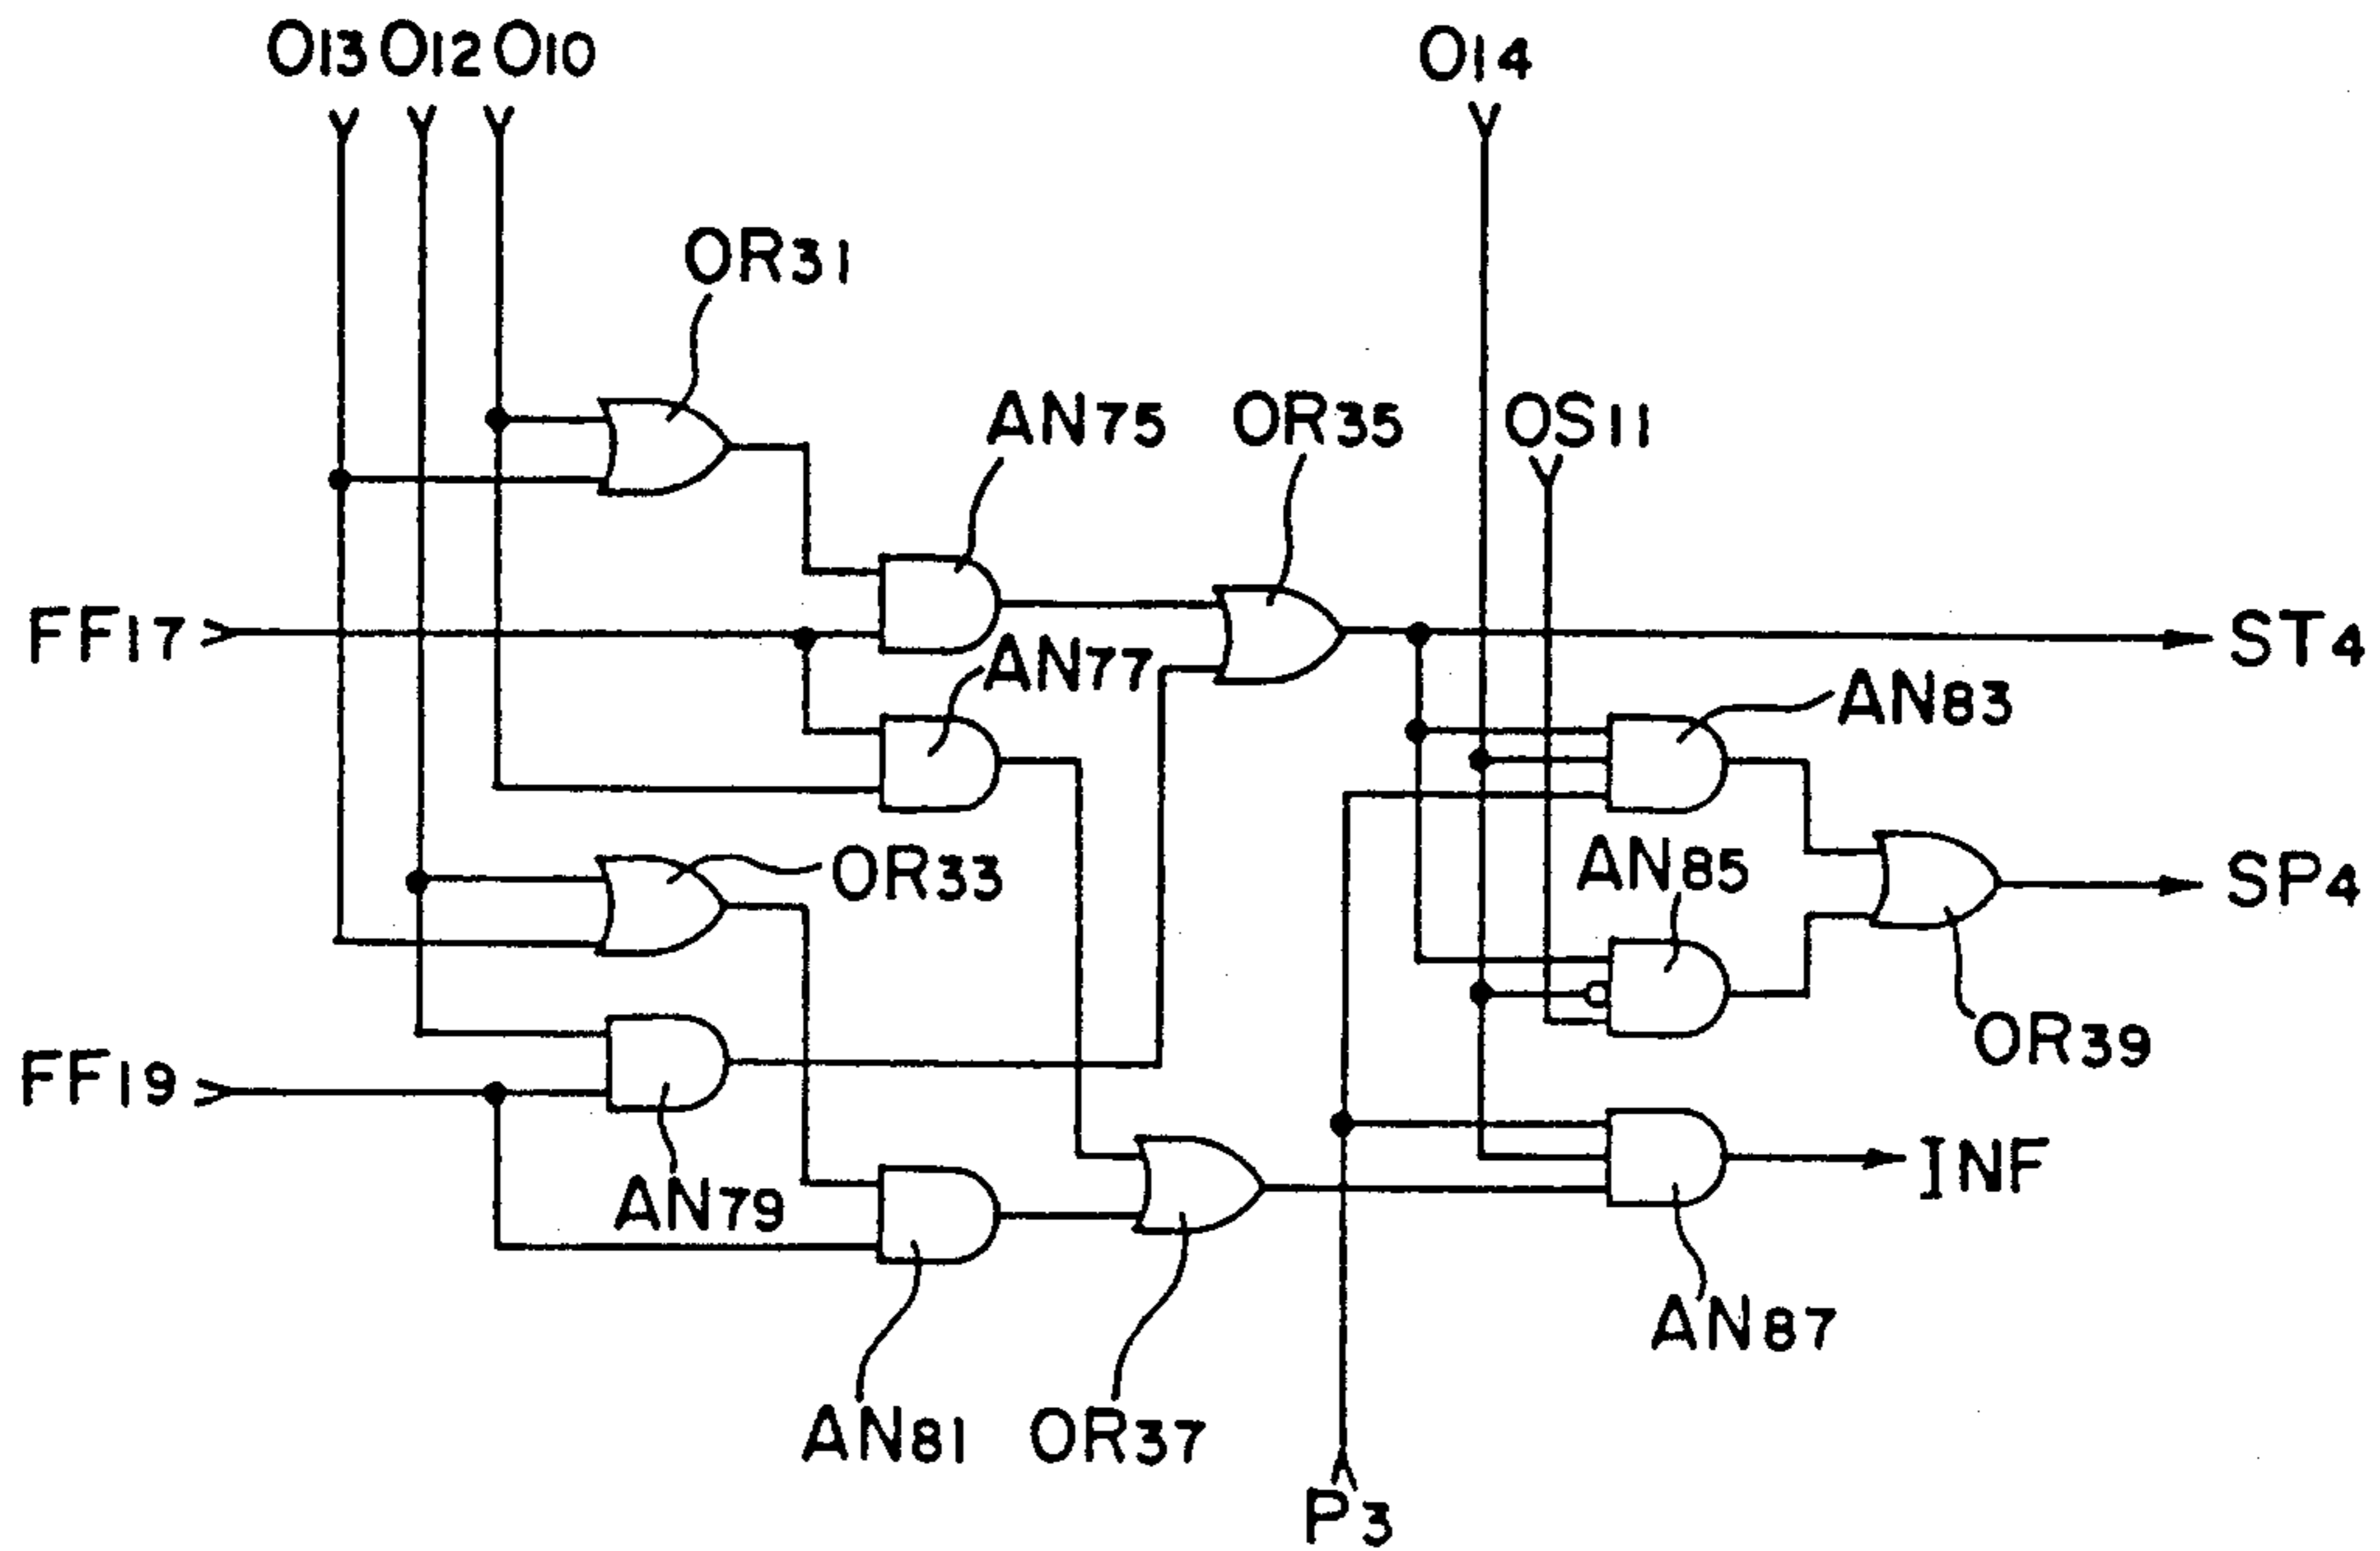 O13 O12 O10 O14
OR31
AN75 OR35 OS11
FF17 ST4
AN77 AN83
OR33 AN85 SP4
FF19 OR39
AN79 INF
AN87
AN81 OR37
P3